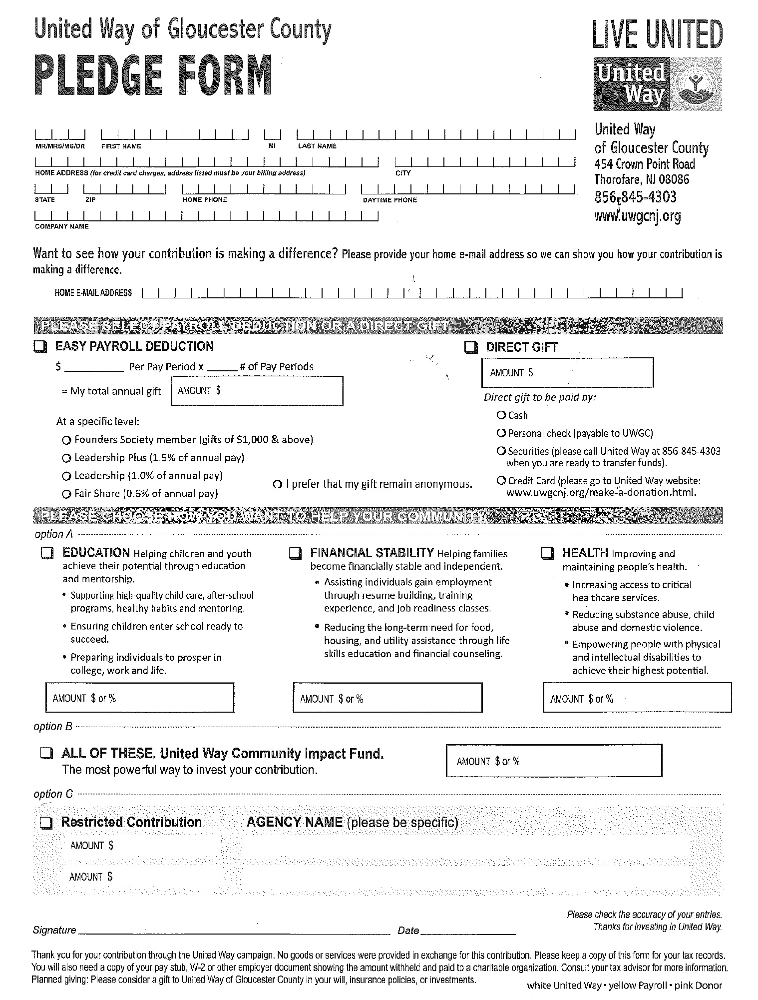 United Way of Gloucester County
PLEDGE FORM
LIVE UNITED
United
Way
United Way
of Gloucester County
454 Crown Point Road
Thorofare, NJ 08086
856-845-4303
www.uwgcnj.org
MR/MRS/MS/DR FIRST NAME MI LAST NAME
HOME ADDRESS (for credit card charges, address listed must be your billing address) CITY
STATE ZIP HOME PHONE DAYTIME PHONE
COMPANY NAME
Want to see how your contribution is making a difference? Please provide your home e-mail address so we can show you how your contribution is
making a difference.
HOME E-MAIL ADDRESS
PLEASE SELECT PAYROLL DEDUCTION OR A DIRECT GIFT
EASY PAYROLL DEDUCTION
$ ________ Per Pay Period x _____ # of Pay Periods
= My total annual gift AMOUNT $
At a specific level:
Founders Society member (gifts of $1,000 & above)
Leadership Plus (1.5% of annual pay)
Leadership (1.0% of annual pay)
Fair Share (0.6% of annual pay)
I prefer that my gift remain anonymous.
DIRECT GIFT
AMOUNT $
Direct gift to be paid by:
Cash
Personal check (payable to UWGC)
Securities (please call United Way at 856-845-4303
when you are ready to transfer funds).
Credit Card (please go to United Way website:
www.uwgcnj.org/make-a-donation.html.
PLEASE CHOOSE HOW YOU WANT TO HELP YOUR COMMUNITY
option A
EDUCATION Helping children and youth
achieve their potential through education
and mentorship.
• Supporting high-quality child care, after-school
programs, healthy habits and mentoring.
• Ensuring children enter school ready to
succeed.
• Preparing individuals to prosper in
college, work and life.
AMOUNT $ or %
FINANCIAL STABILITY Helping families
become financially stable and independent.
• Assisting individuals gain employment
through resume building, training
experience, and job readiness classes.
• Reducing the long-term need for food,
housing, and utility assistance through life
skills education and financial counseling.
AMOUNT $ or %
HEALTH Improving and
maintaining people's health.
• Increasing access to critical
healthcare services.
• Reducing substance abuse, child
abuse and domestic violence.
• Empowering people with physical
and intellectual disabilities to
achieve their highest potential.
AMOUNT $ or %
option B
ALL OF THESE. United Way Community Impact Fund.
The most powerful way to invest your contribution.
AMOUNT $ or %
option C
Restricted Contribution AGENCY NAME (please be specific)
AMOUNT $
AMOUNT $
Please check the accuracy of your entries.
Thanks for investing in United Way.
Signature Date
Thank you for your contribution through the United Way campaign. No goods or services were provided in exchange for this contribution. Please keep a copy of this form for your tax records.
You will also need a copy of your pay stub, W-2 or other employer document showing the amount withheld and paid to a charitable organization. Consult your tax advisor for more information.
Planned giving: Please consider a gift to United Way of Gloucester County in your will, insurance policies, or investments.
white United Way • yellow Payroll • pink Donor